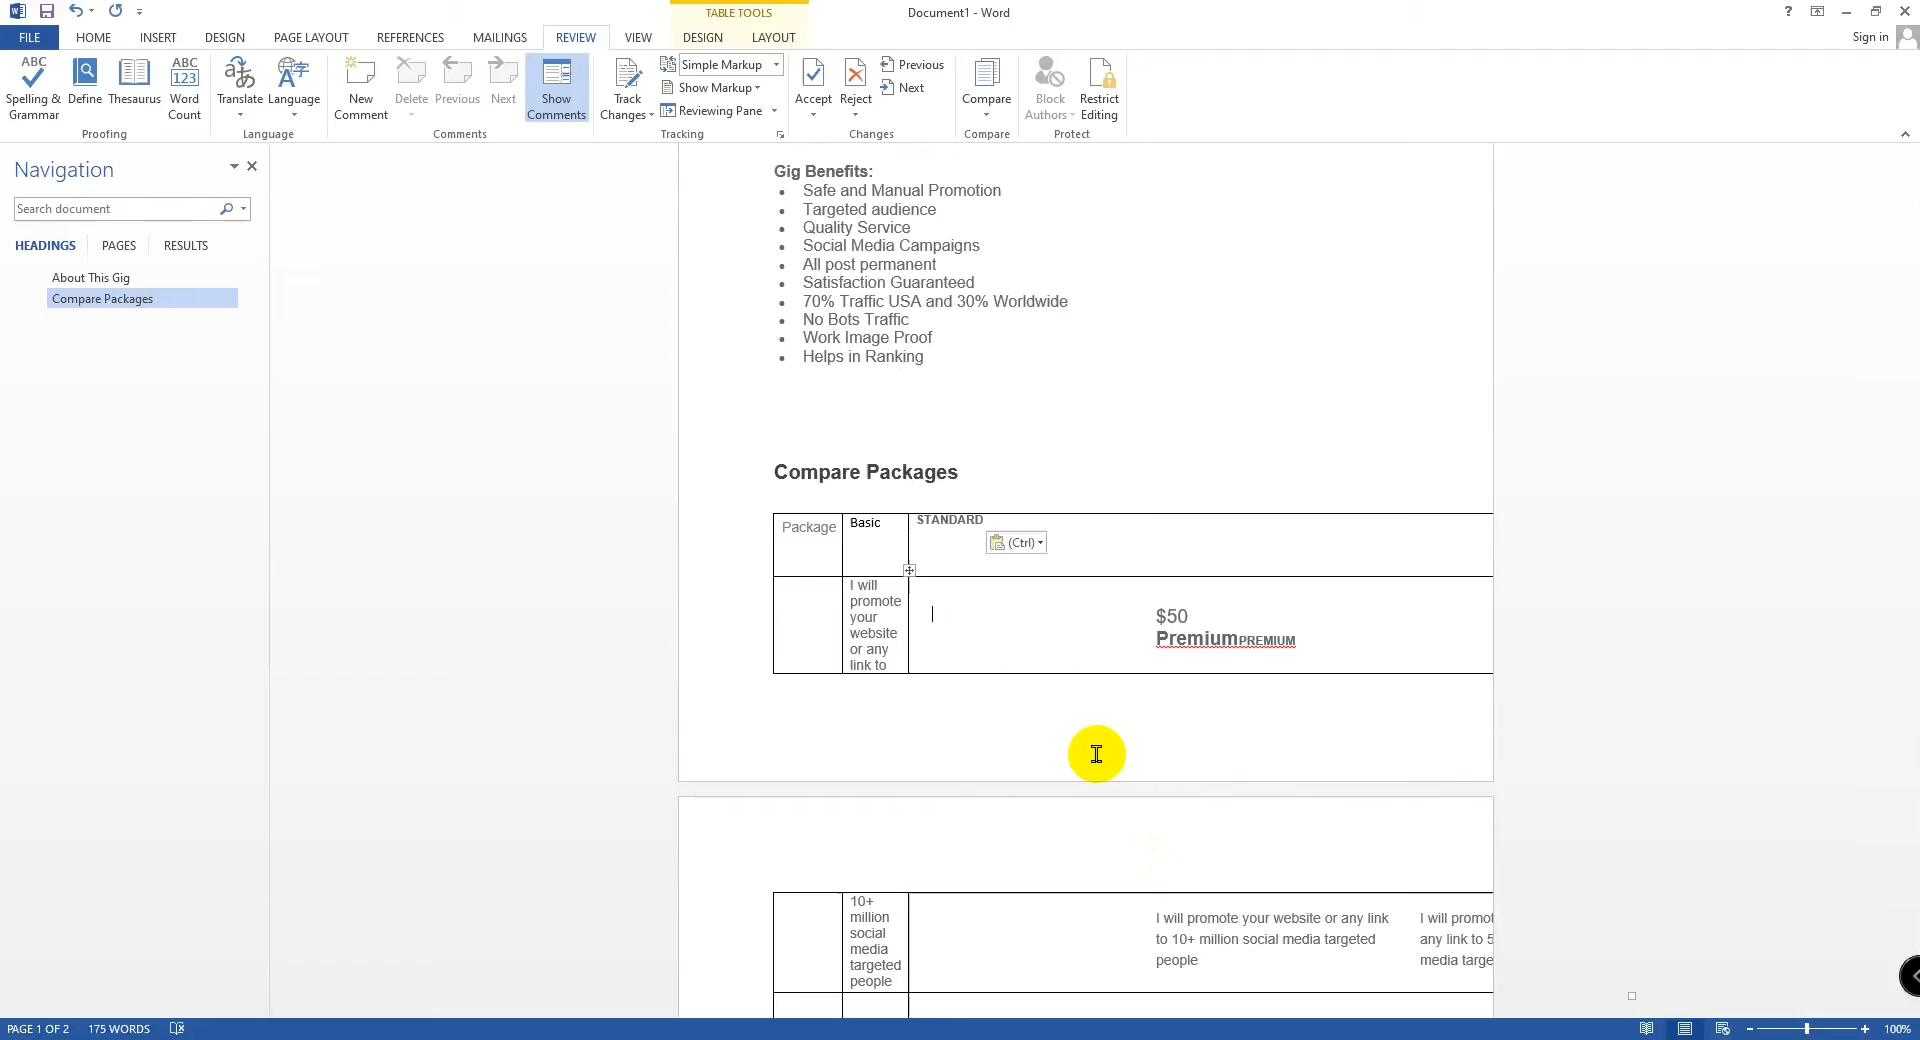 TABLE TOOLS
Document1 - Word
?
FILE
HOME
INSERT
DESIGN
PAGE LAYOUT
REFERENCES
MAILINGS
REVIEW
VIEW
DESIGN
LAYOUT
Sign in
ABC
Spelling &
Grammar
Define
Thesaurus
ABC
123
Word
Count
Proofing
Translate
Language
Language
New
Comment
Delete
Previous
Next
Show
Comments
Comments
Track
Changes
Simple Markup
Show Markup
Reviewing Pane
Tracking
Accept
Reject
Previous
Next
Changes
Compare
Compare
Block
Authors
Restrict
Editing
Protect
Navigation
Search document
HEADINGS
PAGES
RESULTS
About This Gig
Compare Packages
Gig Benefits:
Safe and Manual Promotion
Targeted audience
Quality Service
Social Media Campaigns
All post permanent
Satisfaction Guaranteed
70% Traffic USA and 30% Worldwide
No Bots Traffic
Work Image Proof
Helps in Ranking
Compare Packages
Package
Basic
STANDARD
(Ctrl)
I will
promote
your
website
or any
link to
$50
PremiumPREMIUM
10+
million
social
media
targeted
people
I will promote your website or any link
to 10+ million social media targeted
people
I will promot
any link to 5
media targe
PAGE 1 OF 2
175 WORDS
100%